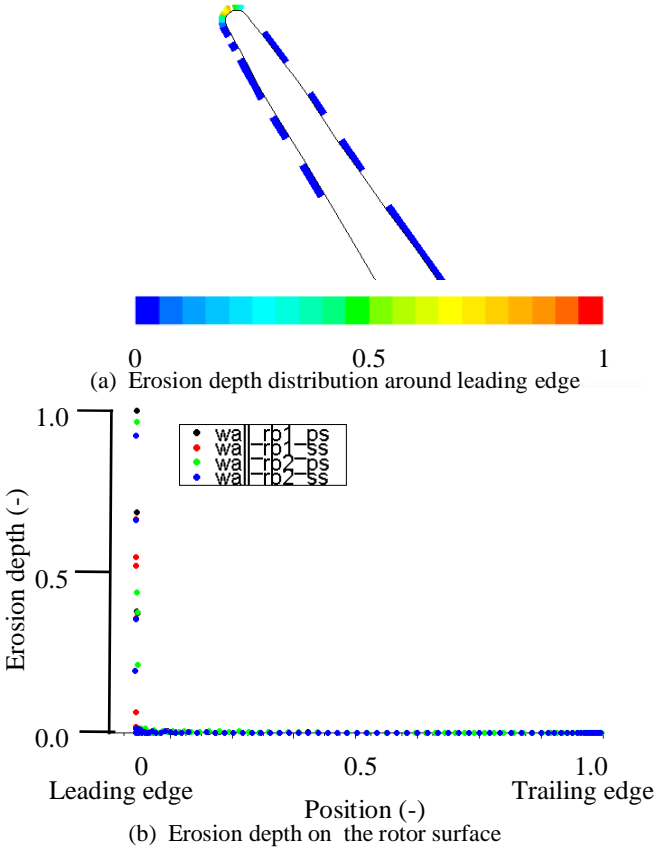 0 0.5 1
(a) Erosion depth distribution around leading edge
1.0
wall_rb1_ps
wall_rb1_ss
wall_rb2_ps
wall_rb2_ss
Erosion depth (-)
0.5
0.0
0 0.5 1.0
Leading edge Trailing edge
Position (-)
(b) Erosion depth on the rotor surface